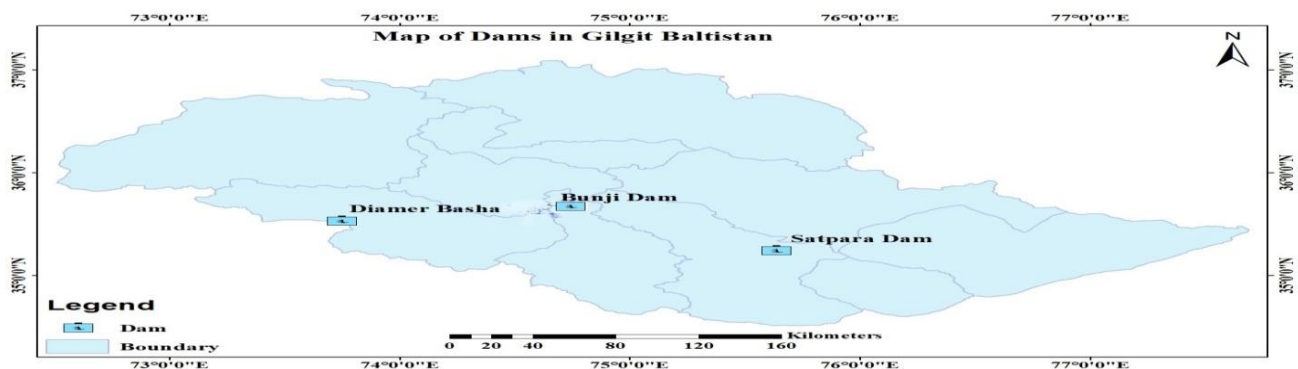 73°0'0"E 74°0'0"E 75°0'0"E 76°0'0"E 77°0'0"E
Map of Dams in Gilgit Baltistan
N
37°0'0"N 37°0'0"N
36°0'0"N 36°0'0"N
Bunji Dam
Diamer Basha
Satpara Dam
35°0'0"N 35°0'0"N
Legend
Dam
Boundary
Kilometers
0 20 40 80 120 160
73°0'0"E 74°0'0"E 75°0'0"E 76°0'0"E 77°0'0"E